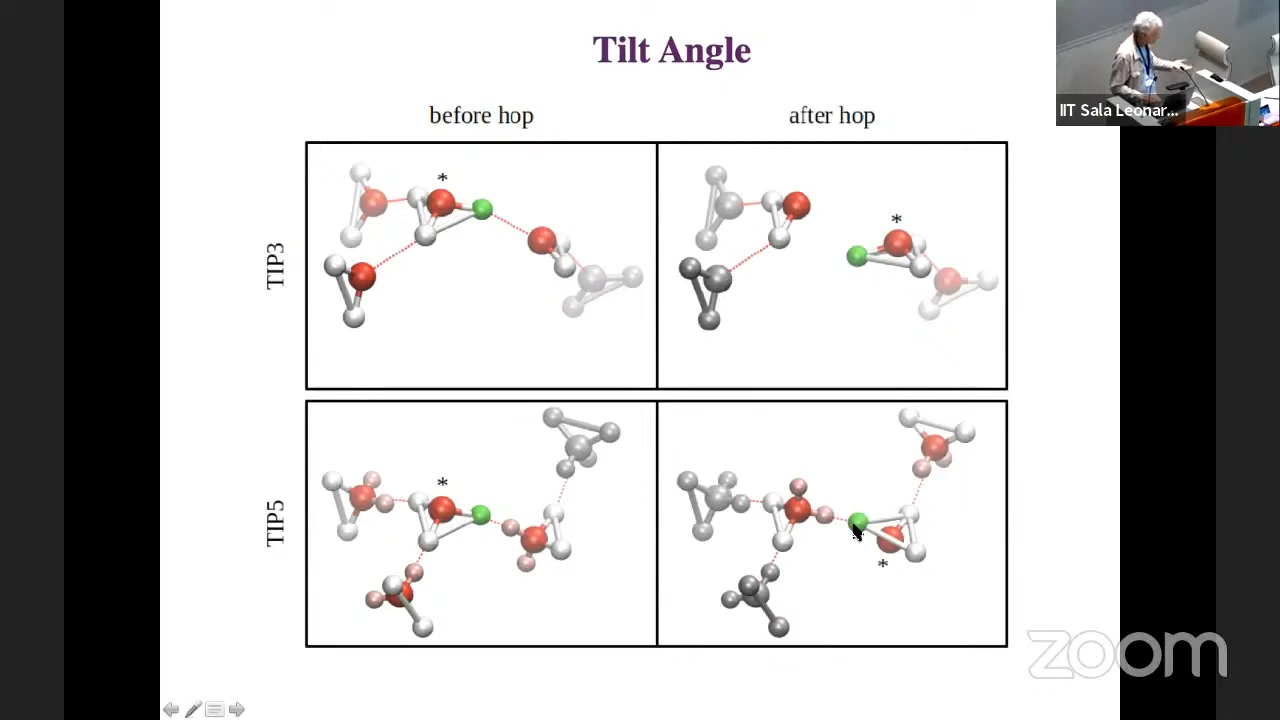 Tilt Angle
IIT Sala Leonar...
before hop
after hop
TIP3
*
*
TIP5
*
*
zoom